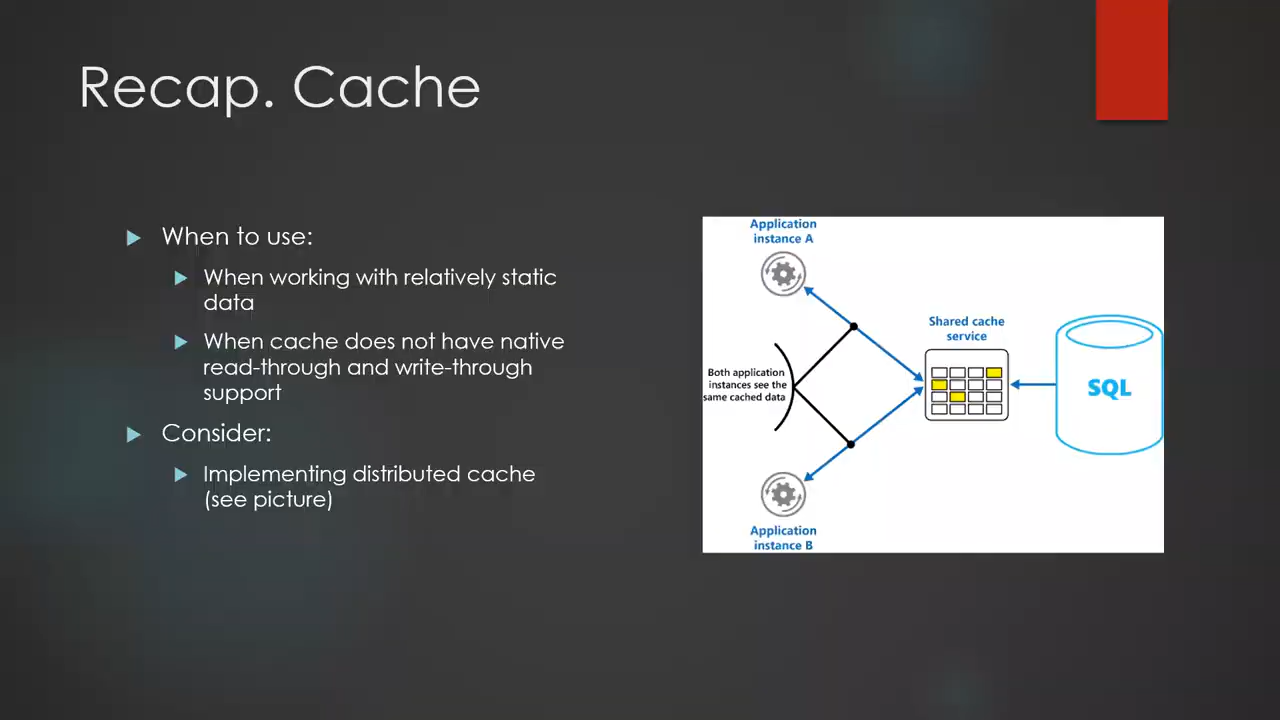 Recap. Cache
When to use:
When working with relatively static
data
When cache does not have native
read-through and write-through
support
Consider:
Implementing distributed cache
(see picture)
Application
instance A
Shared cache
service
Both application
instances see the
same cached data
SQL
Application
instance B